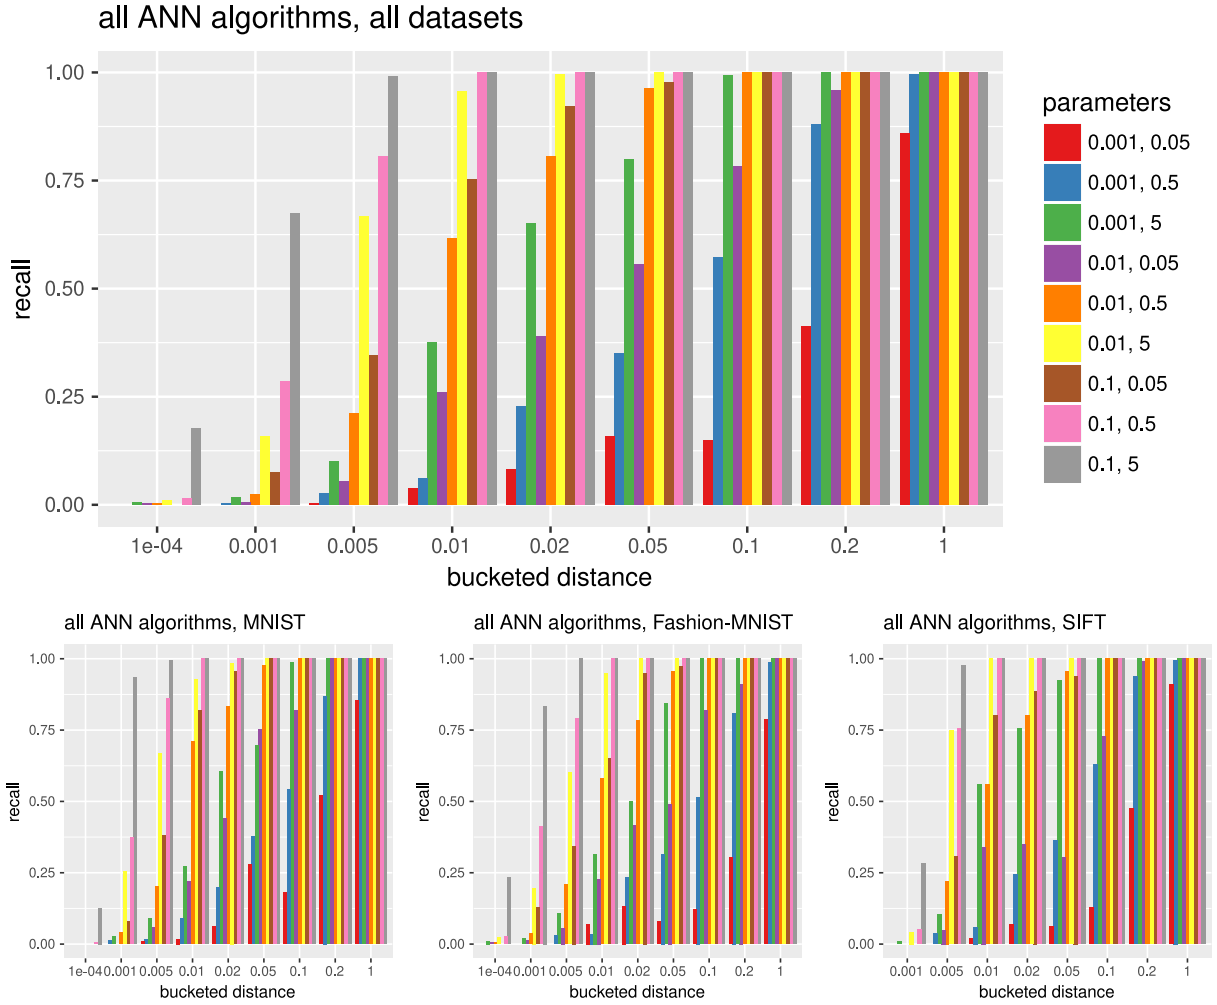 all ANN algorithms, all datasets
1.00
0.75
0.50
0.25
0.00
recall
1e-04 0.001 0.005 0.01 0.02 0.05 0.1 0.2 1
bucketed distance
parameters
0.001, 0.05
0.001, 0.5
0.001, 5
0.01, 0.05
0.01, 0.5
0.01, 5
0.1, 0.05
0.1, 0.5
0.1, 5
all ANN algorithms, MNIST
1.00
0.75
0.50
0.25
0.00
recall
1e-04 0.001 0.005 0.01 0.02 0.05 0.1 0.2 1
bucketed distance
all ANN algorithms, Fashion-MNIST
1.00
0.75
0.50
0.25
0.00
recall
1e-04 0.001 0.005 0.01 0.02 0.05 0.1 0.2 1
bucketed distance
all ANN algorithms, SIFT
1.00
0.75
0.50
0.25
0.00
recall
0.001 0.005 0.01 0.02 0.05 0.1 0.2 1
bucketed distance